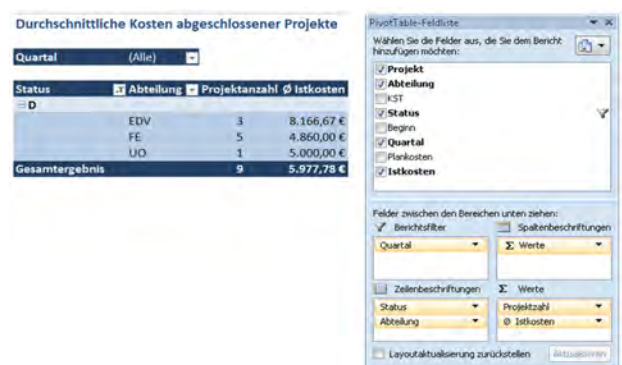 Durchschnittliche Kosten abgeschlossener Projekte
Quartal (Alle)
Status Abteilung Projektanzahl Ø Istkosten
D
EDV 3 8.166,67 €
FE 5 4.860,00 €
UO 1 5.000,00 €
Gesamtergebnis 9 5.977,78 €
PivotTable-Feldliste
Wählen Sie die Felder aus, die Sie dem Bericht
hinzufügen möchten:
Projekt
Abteilung
KST
Status
Beginn
Quartal
Plankosten
Istkosten
Felder zwischen den Bereichen unten ziehen:
Berichtsfilter Spaltenbeschriftungen
Quartal Σ Werte
Zeilenbeschriftungen Σ Werte
Status Projektzahl
Abteilung Ø Istkosten
Layoutaktualisierung zurückstellen Aktualisieren